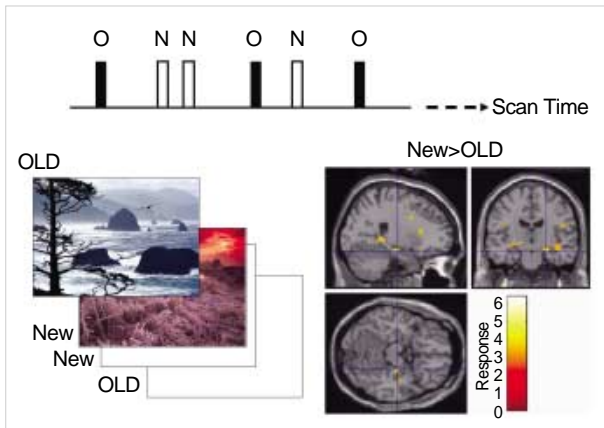 O N N O N O
Scan Time
OLD
New
New
OLD
New>OLD
Response
6
5
4
3
2
1
0